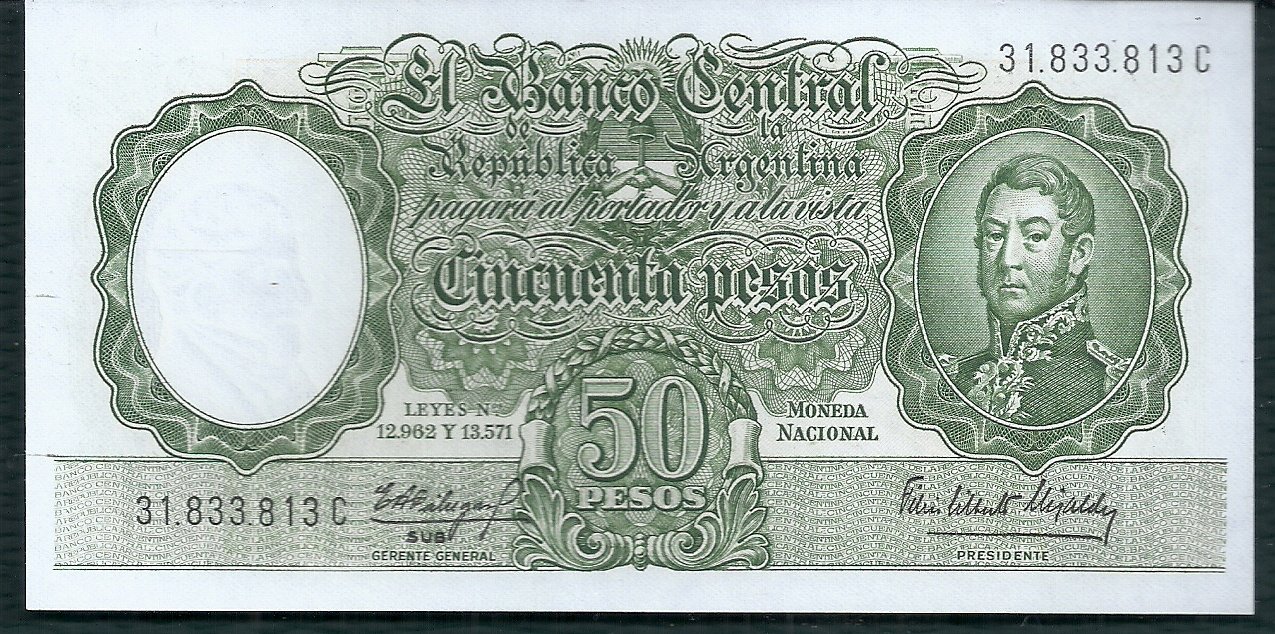 31.833.813 C
El Banco Central
de la
República Argentina
pagará al portador y a la vista
Cincuenta pesos
LEYES Nos
12.962 Y 13.571
50
PESOS
MONEDA
NACIONAL
31.833.813 C
SUB
GERENTE GENERAL
PRESIDENTE